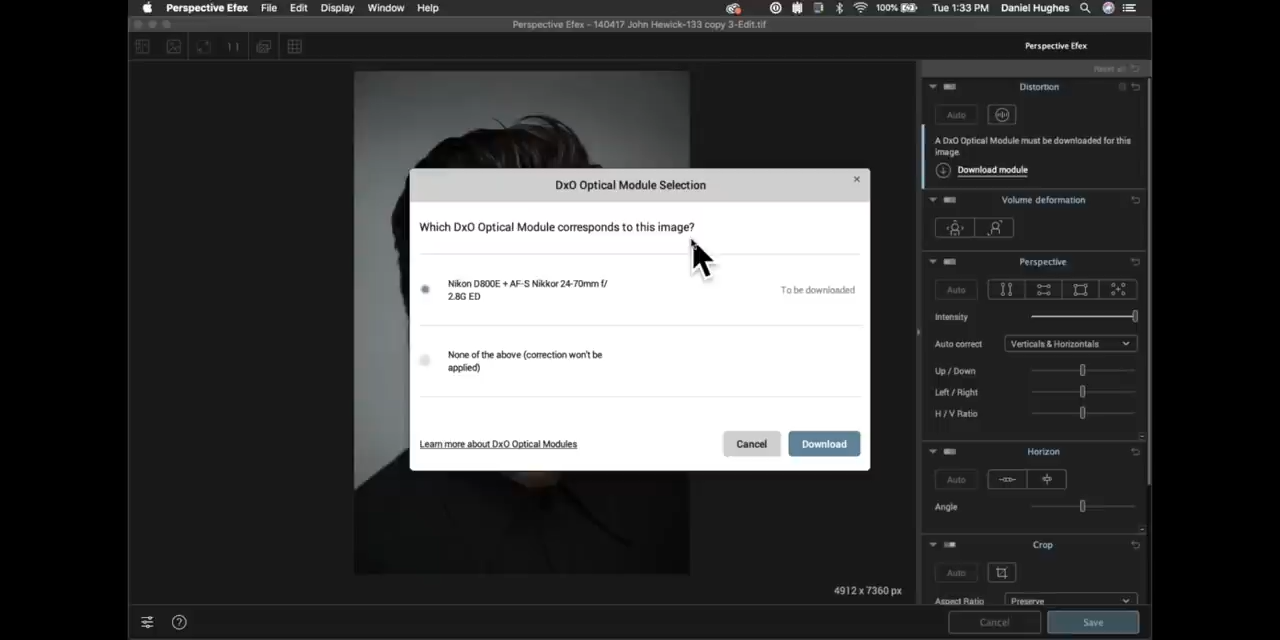 Perspective Efex File Edit Display Window Help 100% Tue 1:33 PM Daniel Hughes
Perspective Efex - 140417 John Hewick-133 copy 3-Edit.tif
Perspective Efex
Reset all
Distortion
Auto
A DxO Optical Module must be downloaded for this
image.
Download module
Volume deformation
Perspective
Auto
Intensity
Auto correct Verticals & Horizontals
Up / Down
Left / Right
H / V Ratio
Horizon
Auto
Angle
Crop
Auto
Aspect Ratio Preserve
DxO Optical Module Selection
Which DxO Optical Module corresponds to this image?
Nikon D800E + AF-S Nikkor 24-70mm f/
2.8G ED
To be downloaded
None of the above (correction won't be
applied)
Learn more about DxO Optical Modules
Cancel
Download
4912 x 7360 px
Cancel
Save